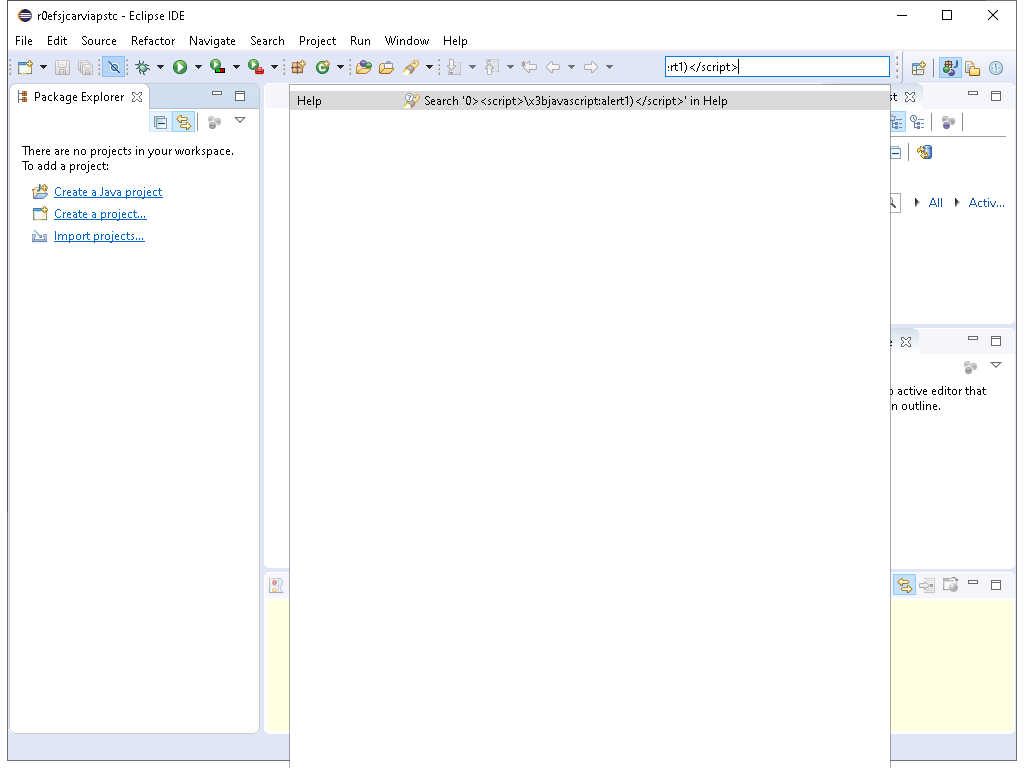 r0efsjcarviapstc - Eclipse IDE
File Edit Source Refactor Navigate Search Project Run Window Help
:rt1)</script>
Package Explorer
Help Search '0><script>\x3bjavascript:alert1)</script>' in Help
st
There are no projects in your workspace.
To add a project:
Create a Java project
Create a project...
Import projects...
All Activ...
active editor that
n outline.